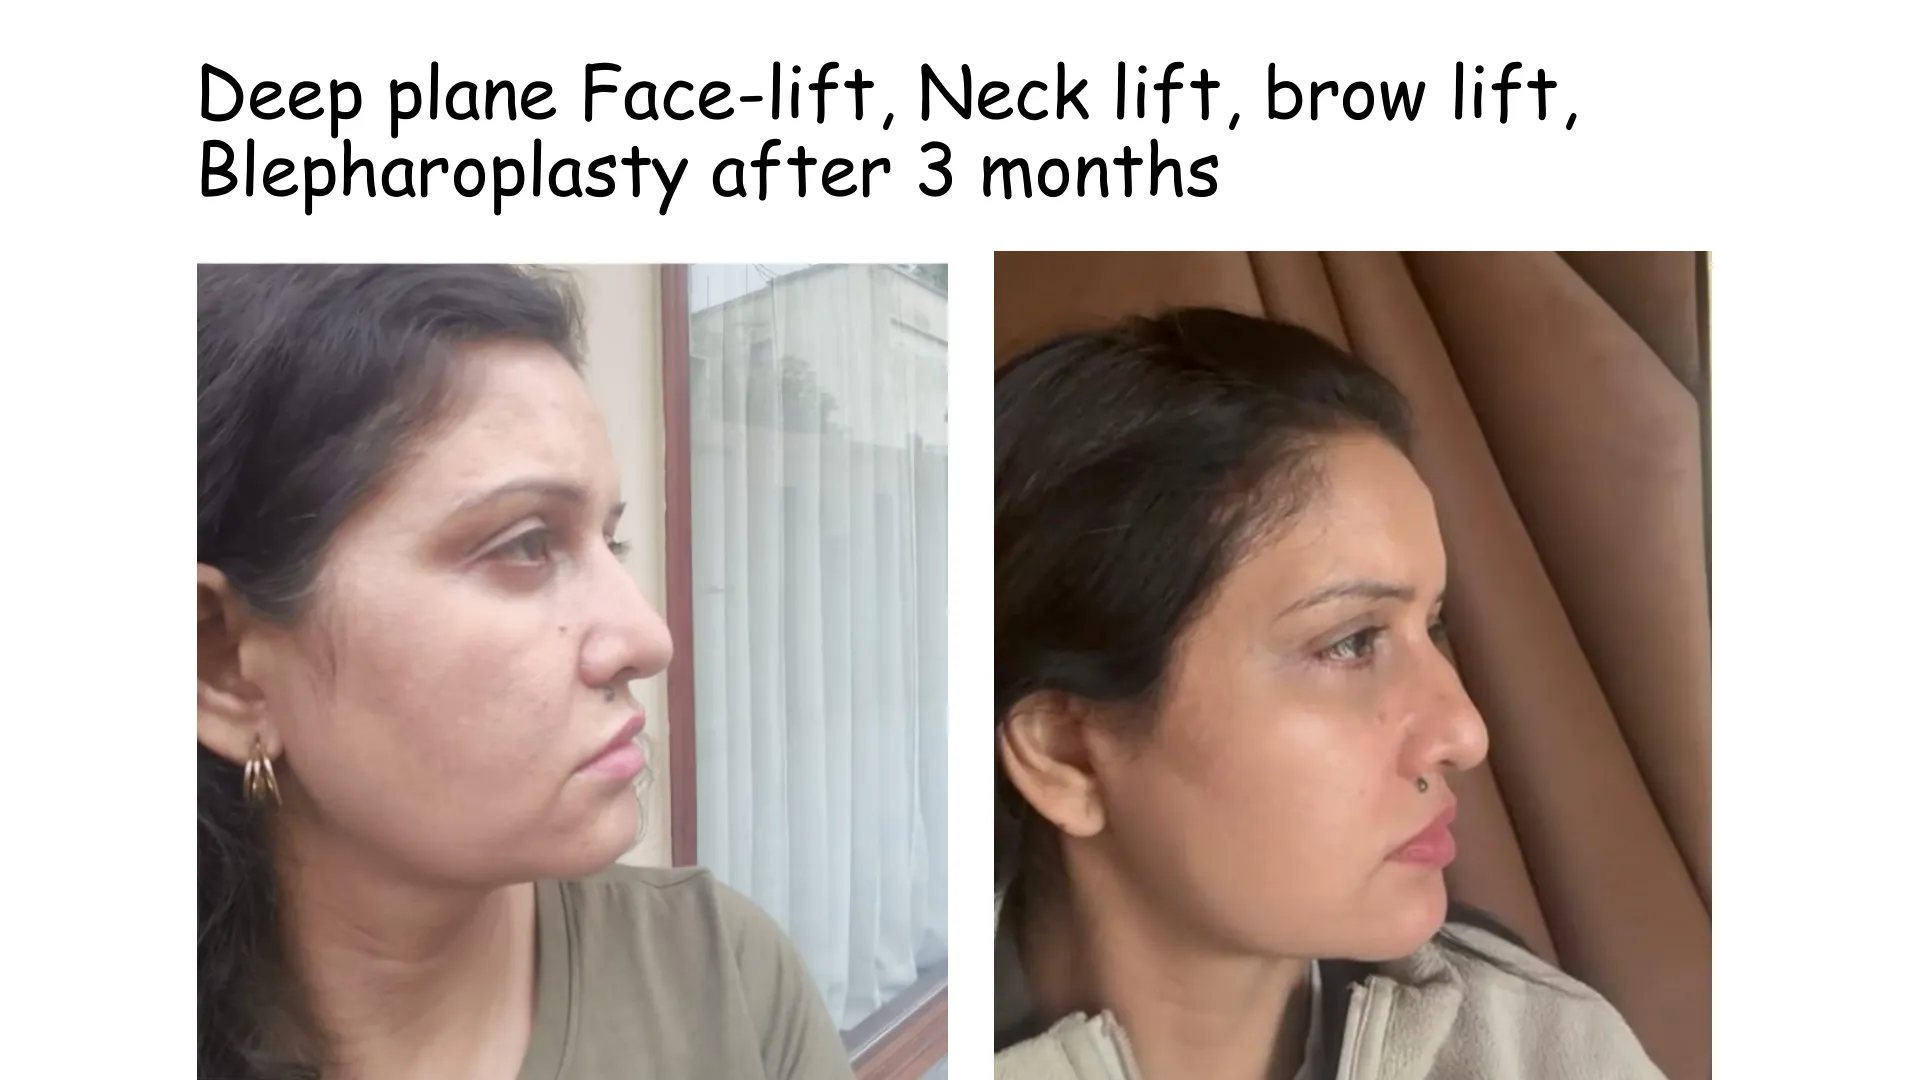 Deep plane Face-lift, Neck lift, brow lift,
Blepharoplasty after 3 months